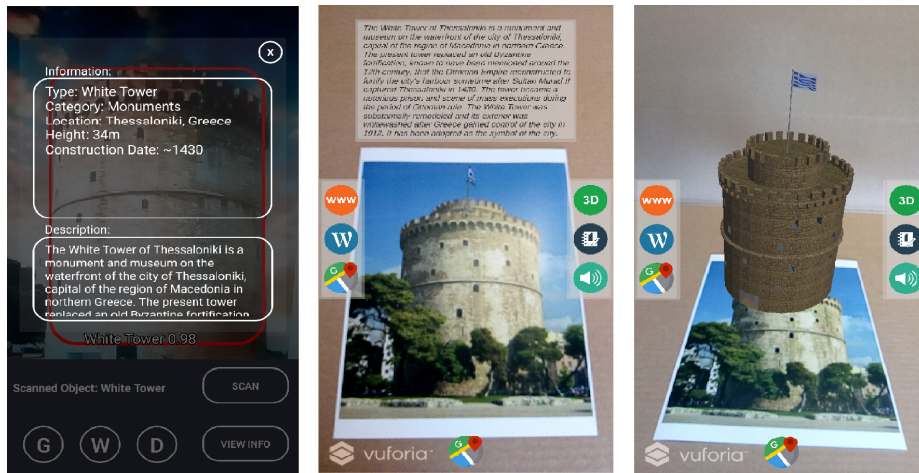 X
Information:
Type: White Tower
Category: Monuments
Location: Thessaloniki, Greece
Height: 34m
Construction Date: ~1430
Description:
The White Tower of Thessaloniki is a
monument and museum on the
waterfront of the city of Thessaloniki,
capital of the region of Macedonia in
northern Greece. The present tower
replaced an old Byzantine fortification
White Tower 0.98
Scanned Object: White Tower
SCAN
G
W
D
VIEW INFO
The White Tower of Thessaloniki is a monument and
museum on the waterfront of the city of Thessaloniki,
capital of the region of Macedonia in northern Greece.
The present tower replaced an old Byzantine
fortification, known to have been mentioned around the
12th century, that the Ottoman Empire reconstructed to
fortify the city's harbour sometime after Sultan Murad II
captured Thessaloniki in 1430. The tower became a
notorious prison and scene of mass executions during
the period of Ottoman rule. The White Tower was
substantially remodeled and its exterior was
whitewashed after Greece gained control of the city in
1912. It has been adopted as the symbol of the city.
www
W
G
3D
vuforia
G
www
W
G
3D
vuforia
G